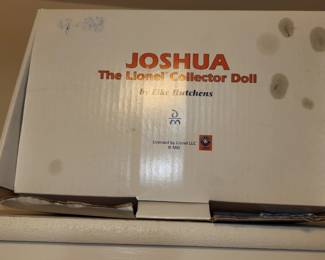 JOSHUA
The Lionel Collector Doll
by Elke Hutchens
Licensed by Lionel LLC